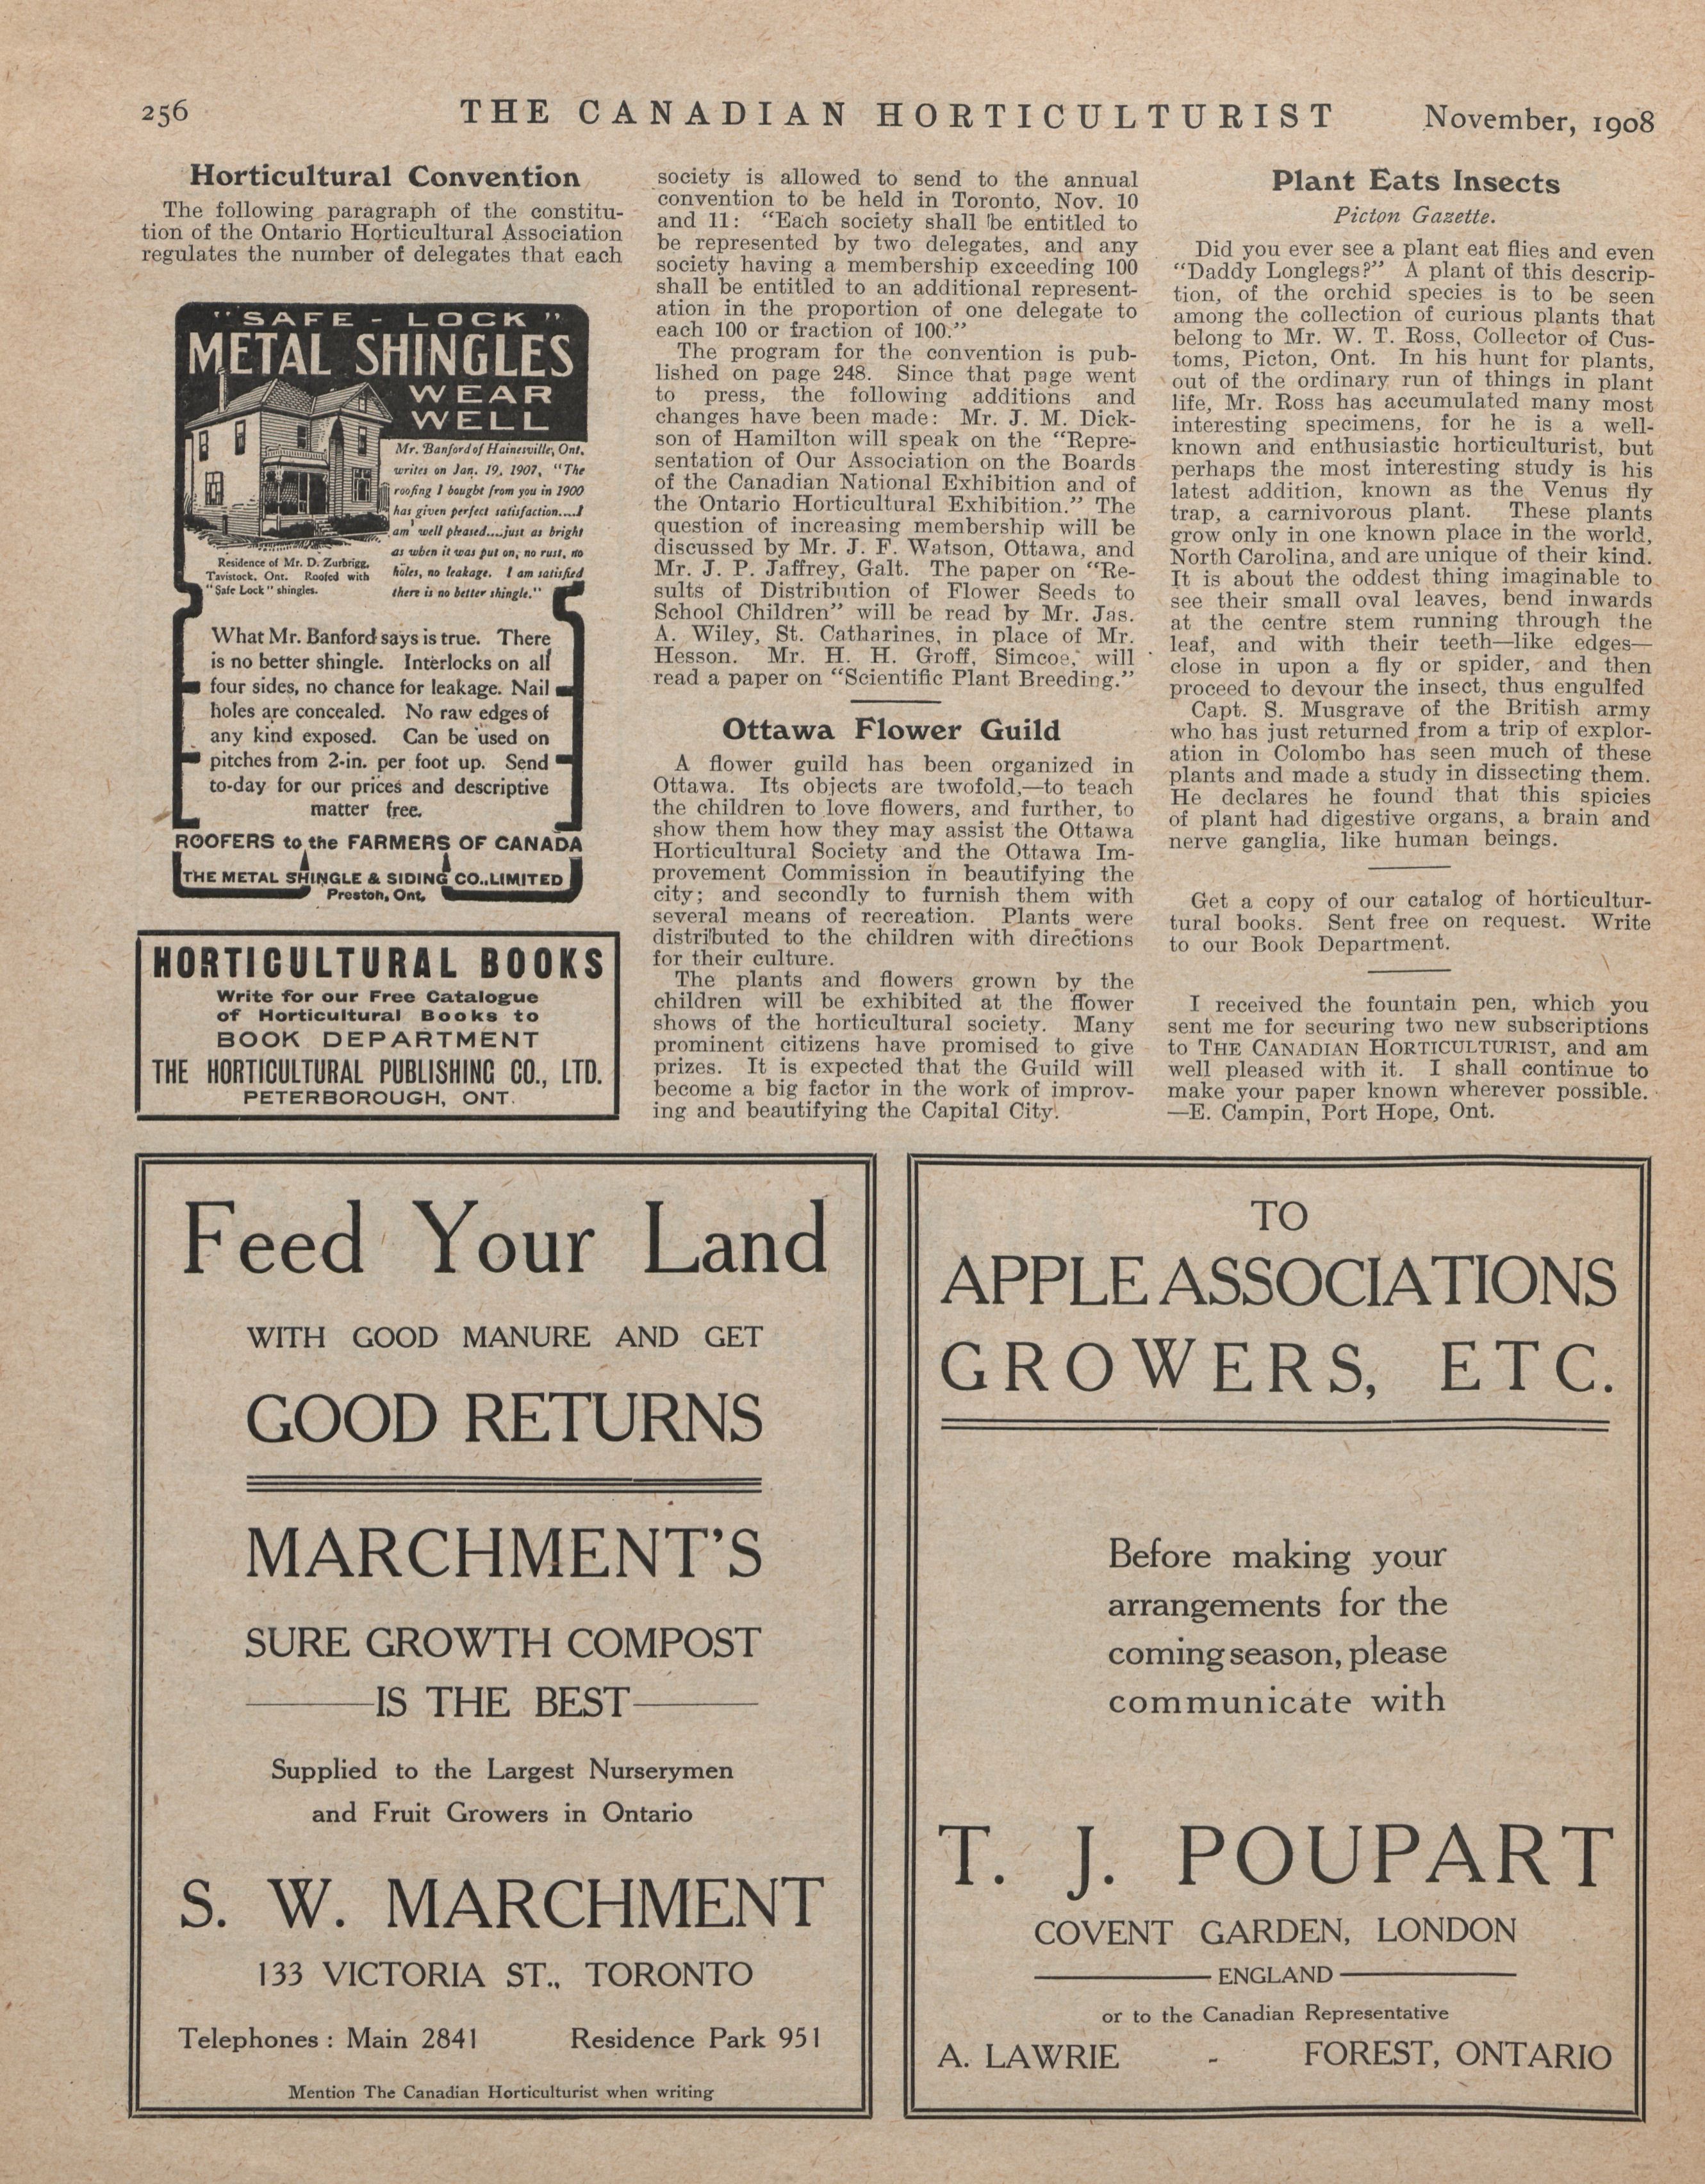 256
THE CANADIAN HORTICULTURIST
November, 1908
Horticultural Convention
The following paragraph of the constitu-
tion of the Ontario Horticultural Association
regulates the number of delegates that each
"SAFE - LOCK"
METAL SHINGLES
WEAR
WELL
Mr. Banford of Hainesville, Ont.
writes on Jan. 19, 1907, "The
roofing I bought from you in 1900
has given perfect satisfaction....I
am well pleased....just as bright
as when it was put on, no rust, no
holes, no leakage. I am satisfied
there is no better shingle."
Residence of Mr. D. Zurbrigg,
Tavistock, Ont. Roofed with
"Safe Lock" shingles.
What Mr. Banford says is true. There
is no better shingle. Interlocks on all
four sides, no chance for leakage. Nail
holes are concealed. No raw edges of
any kind exposed. Can be used on
pitches from 2-in. per foot up. Send
to-day for our prices and descriptive
matter free.
ROOFERS to the FARMERS OF CANADA
THE METAL SHINGLE & SIDING CO., LIMITED
Preston, Ont.
HORTICULTURAL BOOKS
Write for our Free Catalogue
of Horticultural Books to
BOOK DEPARTMENT
THE HORTICULTURAL PUBLISHING CO., LTD.
PETERBOROUGH, ONT.
society is allowed to send to the annual
convention to be held in Toronto, Nov. 10
and 11: "Each society shall be entitled to
be represented by two delegates, and any
society having a membership exceeding 100
shall be entitled to an additional represent-
ation in the proportion of one delegate to
each 100 or fraction of 100."
The program for the convention is pub-
lished on page 248. Since that page went
to press, the following additions and
changes have been made: Mr. J. M. Dick-
son of Hamilton will speak on the "Repre-
sentation of Our Association on the Boards
of the Canadian National Exhibition and of
the Ontario Horticultural Exhibition." The
question of increasing membership will be
discussed by Mr. J. F. Watson, Ottawa, and
Mr. J. P. Jaffrey, Galt. The paper on "Re-
sults of Distribution of Flower Seeds to
School Children" will be read by Mr. Jas.
A. Wiley, St. Catharines, in place of Mr.
Hesson. Mr. H. H. Groff, Simcoe, will
read a paper on "Scientific Plant Breeding."
Ottawa Flower Guild
A flower guild has been organized in
Ottawa. Its objects are twofold,—to teach
the children to love flowers, and further, to
show them how they may assist the Ottawa
Horticultural Society and the Ottawa Im-
provement Commission in beautifying the
city; and secondly to furnish them with
several means of recreation. Plants were
distributed to the children with directions
for their culture.
The plants and flowers grown by the
children will be exhibited at the flower
shows of the horticultural society. Many
prominent citizens have promised to give
prizes. It is expected that the Guild will
become a big factor in the work of improv-
ing and beautifying the Capital City.
Plant Eats Insects
Picton Gazette.
Did you ever see a plant eat flies and even
"Daddy Longlegs?" A plant of this descrip-
tion, of the orchid species is to be seen
among the collection of curious plants that
belong to Mr. W. T. Ross, Collector of Cus-
toms, Picton, Ont. In his hunt for plants,
out of the ordinary run of things in plant
life, Mr. Ross has accumulated many most
interesting specimens, for he is a well-
known and enthusiastic horticulturist, but
perhaps the most interesting study is his
latest addition, known as the Venus fly
trap, a carnivorous plant. These plants
grow only in one known place in the world,
North Carolina, and are unique of their kind.
It is about the oddest thing imaginable to
see their small oval leaves, bend inwards
at the centre stem running through the
leaf, and with their teeth—like edges—
close in upon a fly or spider, and then
proceed to devour the insect, thus engulfed
Capt. S. Musgrave of the British army
who has just returned from a trip of explor-
ation in Colombo has seen much of these
plants and made a study in dissecting them.
He declares he found that this spicies
of plant had digestive organs, a brain and
nerve ganglia, like human beings.
Get a copy of our catalog of horticultur-
tural books. Sent free on request. Write
to our Book Department.
I received the fountain pen, which you
sent me for securing two new subscriptions
to THE CANADIAN HORTICULTURIST, and am
well pleased with it. I shall continue to
make your paper known wherever possible.
—E. Campin, Port Hope, Ont.
Feed Your Land
WITH GOOD MANURE AND GET
GOOD RETURNS
MARCHMENT'S
SURE GROWTH COMPOST
IS THE BEST
Supplied to the Largest Nurserymen
and Fruit Growers in Ontario
S. W. MARCHMENT
133 VICTORIA ST., TORONTO
Telephones: Main 2841 Residence Park 951
Mention The Canadian Horticulturist when writing
TO
APPLE ASSOCIATIONS
GROWERS, ETC.
Before making your
arrangements for the
coming season, please
communicate with
T. J. POUPART
COVENT GARDEN, LONDON
ENGLAND
or to the Canadian Representative
A. LAWRIE - FOREST, ONTARIO